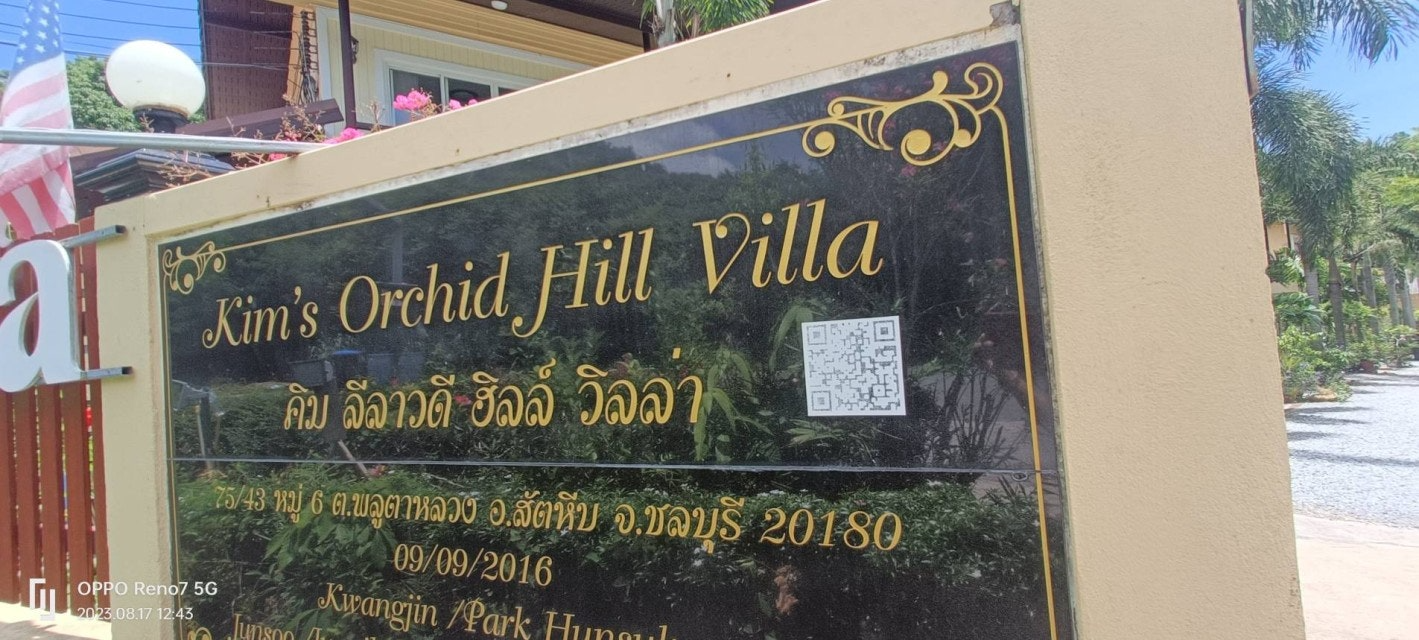 a
Kim's Orchid Hill Villa
คิม ลีลาวดี ฮิลล์ วิลล่า
75/43 หมู่ 6 ต.พลูตาหลวง อ.สัตหีบ จ.ชลบุรี 20180
09/09/2016
Kwangjin /Park
Junsoo
OPPO Reno7 5G
2023.08.17 12:43